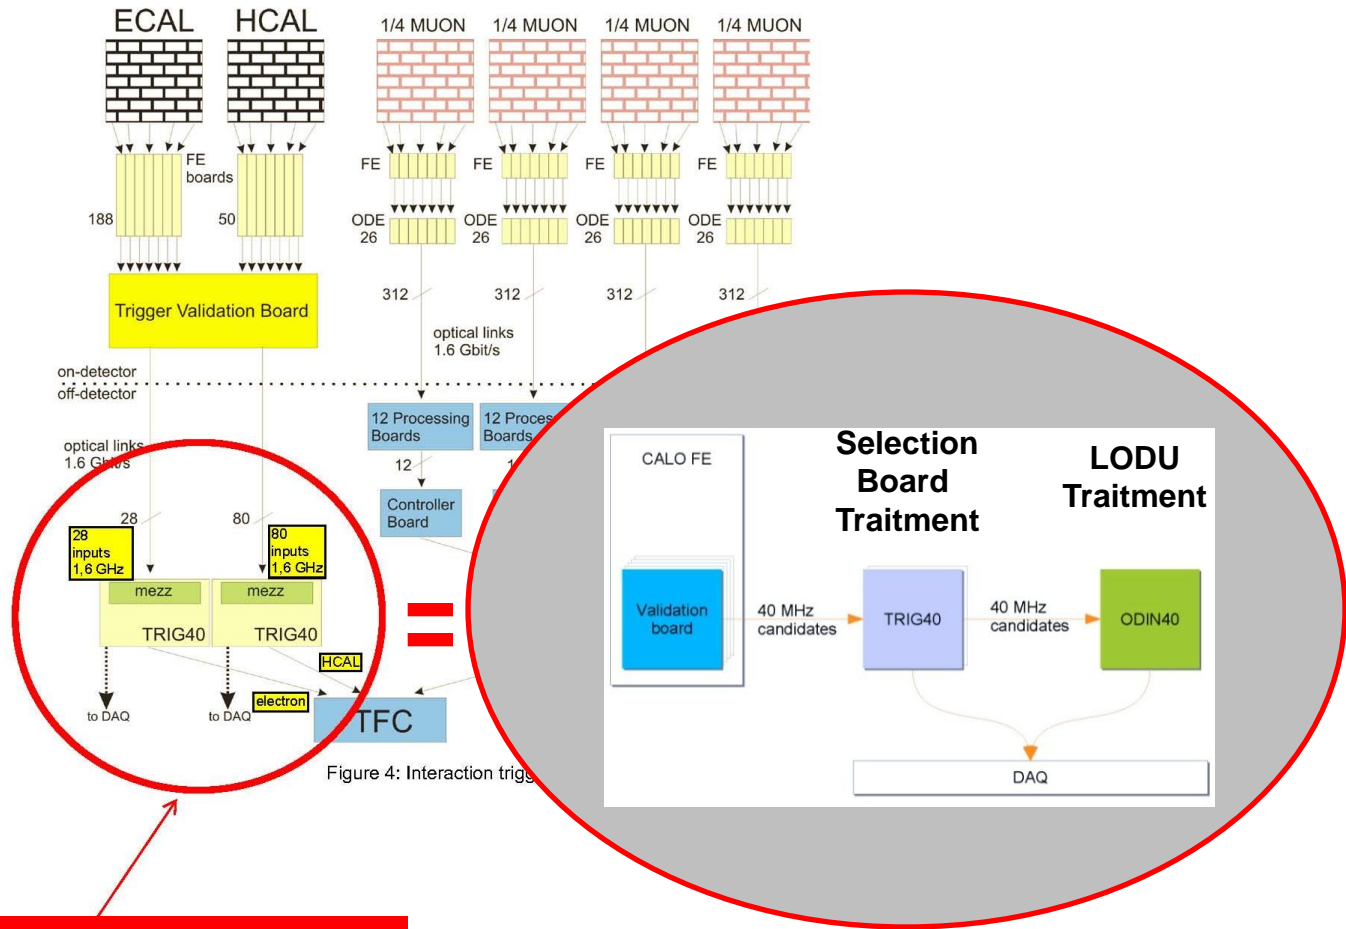 ECAL HCAL 1/4 MUON 1/4 MUON 1/4 MUON 1/4 MUON
FE
boards
FE FE FE FE
188 50
ODE
26
ODE
26
ODE
26
ODE
26
Trigger Validation Board
312 312 312 312
optical links
1.6 Gbit/s
on-detector
off-detector
12 Processing
Boards
12
Boards
optical links
1.6 Gbit/s
12
Controller
Board
28 80
28
inputs
1,6 GHz
80
inputs
1,6 GHz
mezz mezz
TRIG40 TRIG40
HCAL
electron
to DAQ to DAQ
TFC
Figure 4: Interaction
=
CALO FE
Selection
Board
Traitment
LODU
Traitment
Validation
board
40 MHz
candidates
TRIG40
40 MHz
candidates
ODIN40
DAQ